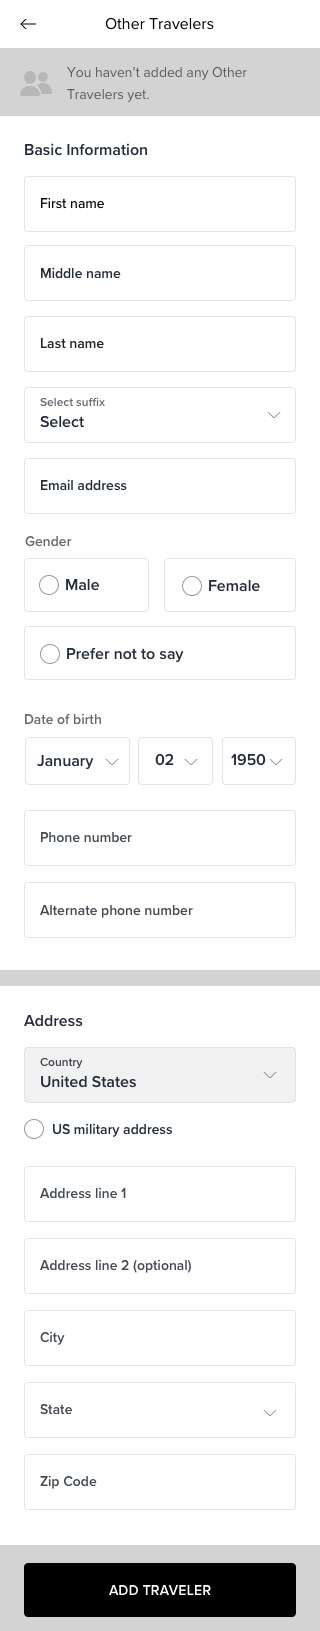 Other Travelers
You haven't added any Other
Travelers yet.
Basic Information
First name
Middle name
Last name
Select suffix
Select
Email address
Gender
Male
Female
Prefer not to say
Date of birth
January
02
1950
Phone number
Alternate phone number
Address
Country
United States
US military address
Address line 1
Address line 2 (optional)
City
State
Zip Code
ADD TRAVELER